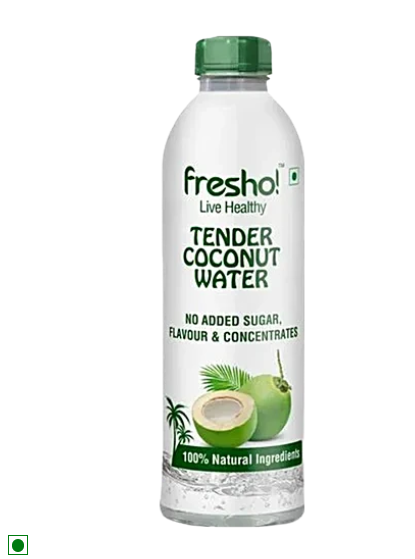 fresho!™
Live Healthy
TENDER
COCONUT
WATER
NO ADDED SUGAR,
FLAVOUR & CONCENTRATES
100% Natural Ingredients